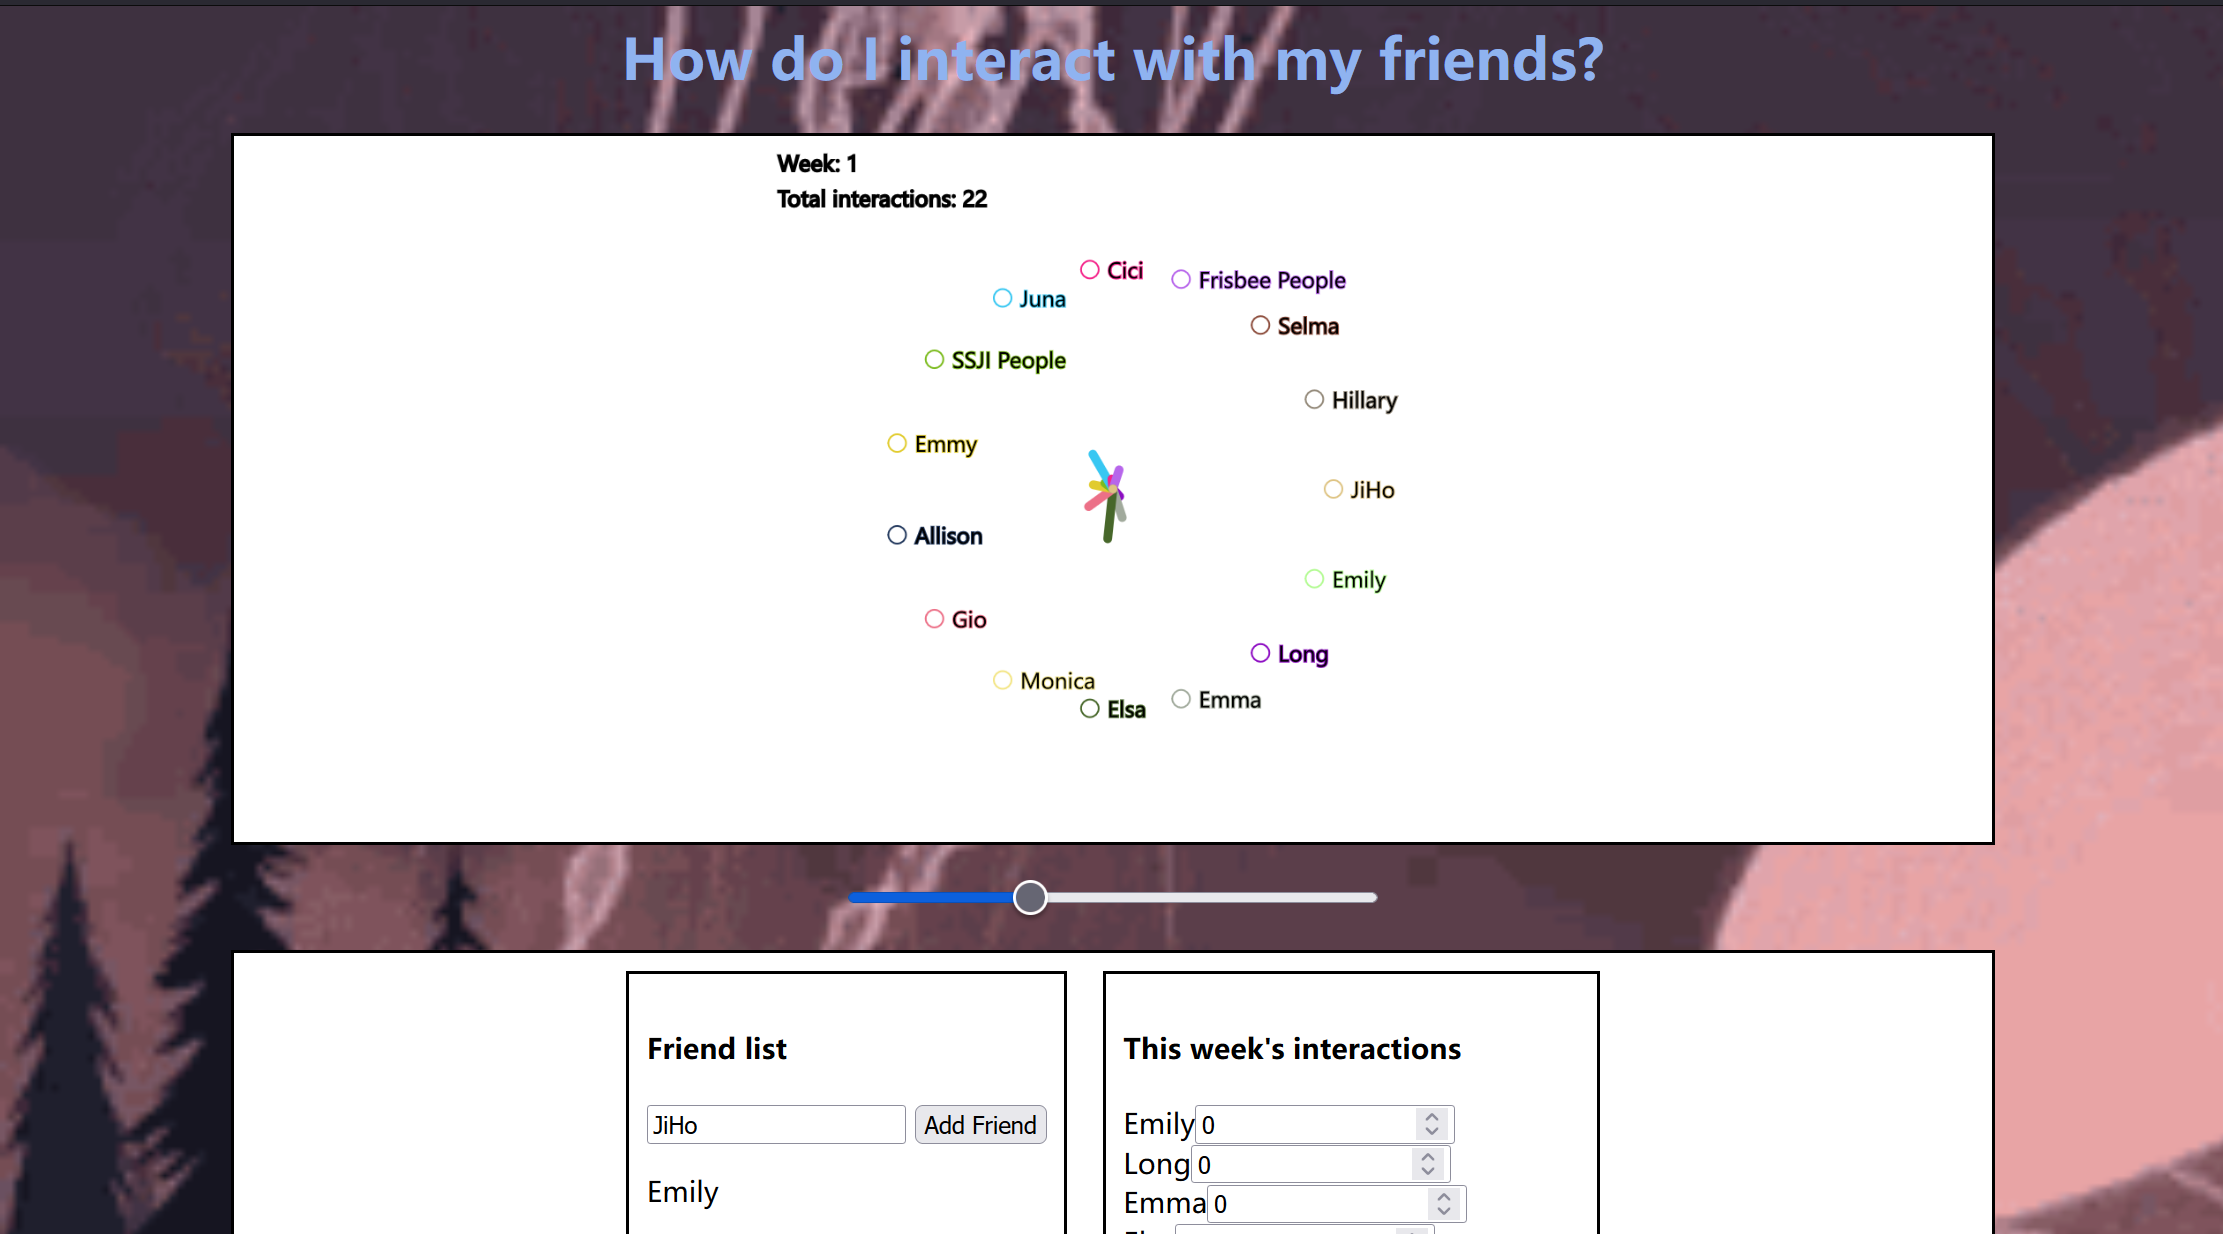 How do I interact with my friends?
Week: 1
Total interactions: 22
Cici
Frisbee People
Juna
Selma
SSJI People
Hillary
Emmy
JiHo
Allison
Emily
Gio
Long
Monica
Emma
Elsa
Friend list
JiHo Add Friend
Emily
This week's interactions
Emily 0
Long 0
Emma 0